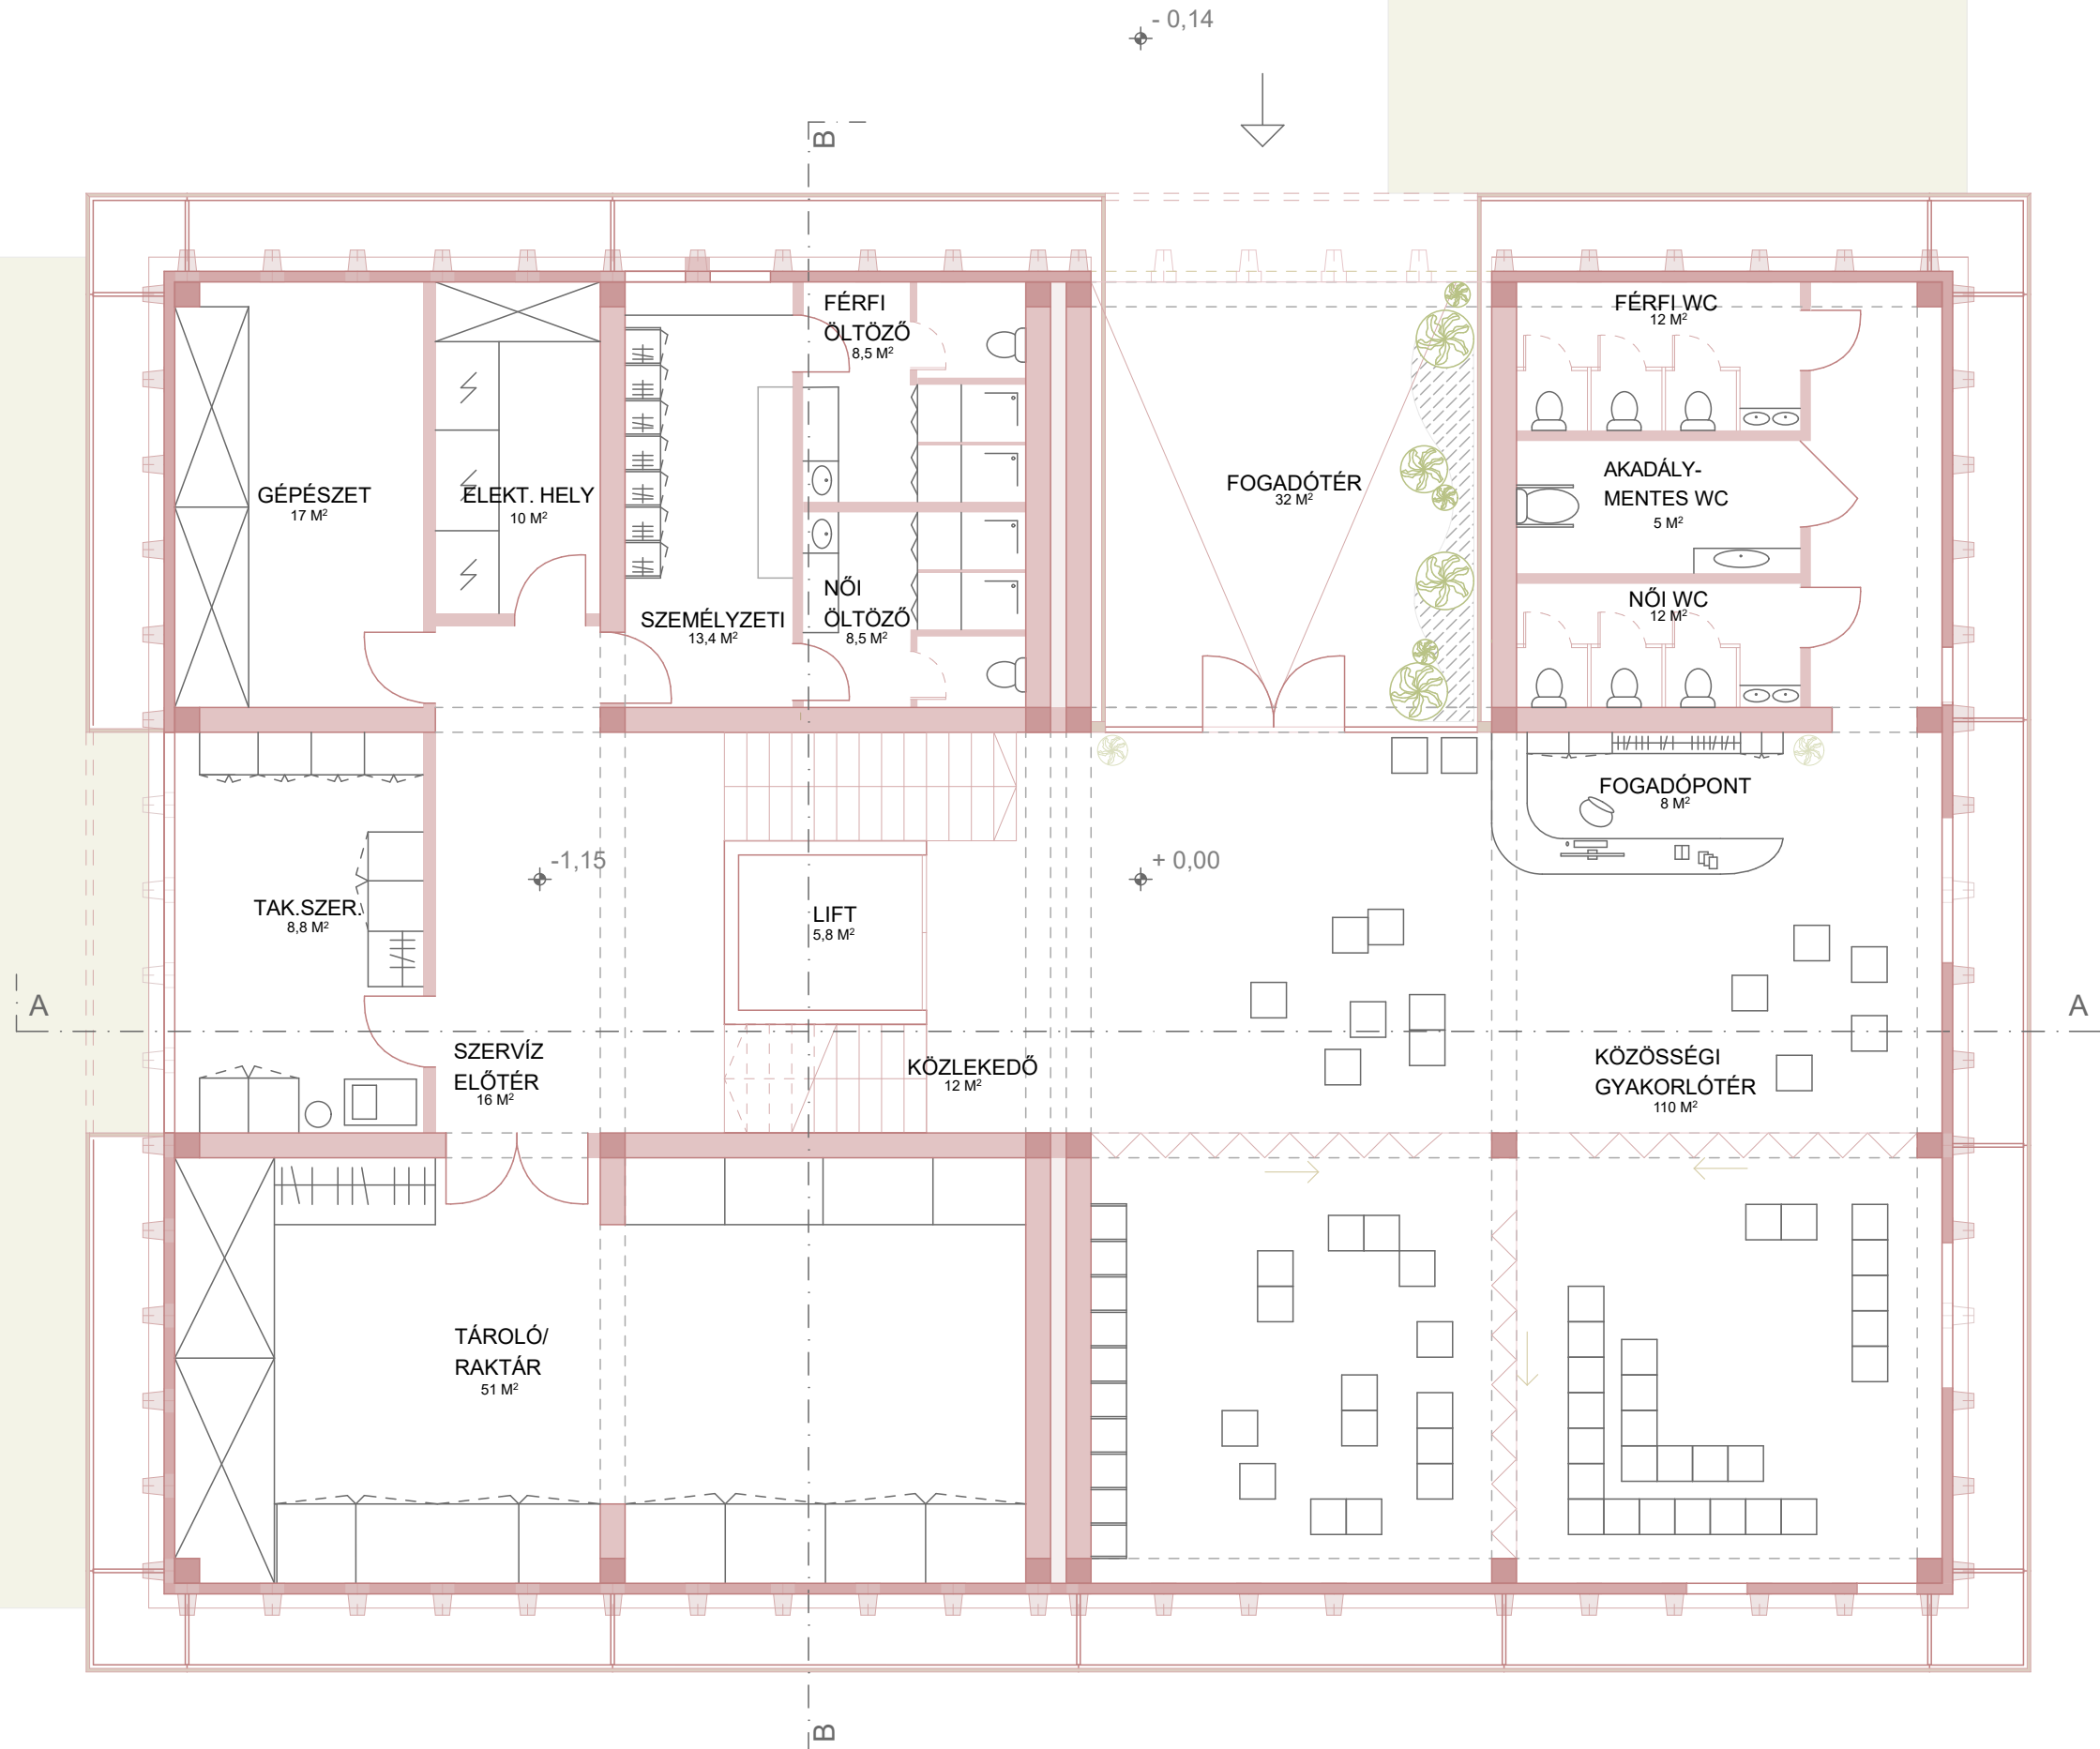 - 0,14
B
FÉRFI
ÖLTÖZŐ
8,5 M²
FÉRFI WC
12 M²
GÉPÉSZET
17 M²
ELEKT. HELY
10 M²
FOGADÓTÉR
32 M²
AKADÁLY-
MENTES WC
5 M²
SZEMÉLYZETI
13,4 M²
NŐI
ÖLTÖZŐ
8,5 M²
NŐI WC
12 M²
FOGADÓPONT
8 M²
-1,15
+ 0,00
TAK.SZER.
8,8 M²
LIFT
5,8 M²
A
A
SZERVÍZ
ELŐTÉR
16 M²
KÖZLEKEDŐ
12 M²
KÖZÖSSÉGI
GYAKORLÓTÉR
110 M²
TÁROLÓ/
RAKTÁR
51 M²
B